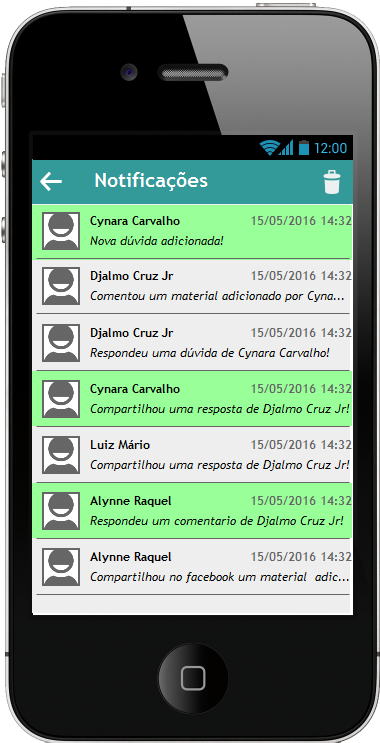 12:00
Notificações
Cynara Carvalho 15/05/2016 14:32
Nova dúvida adicionada!
Djalmo Cruz Jr 15/05/2016 14:32
Comentou um material adicionado por Cyna...
Djalmo Cruz Jr 15/05/2016 14:32
Respondeu uma dúvida de Cynara Carvalho!
Cynara Carvalho 15/05/2016 14:32
Compartilhou uma resposta de Djalmo Cruz Jr!
Luiz Mário 15/05/2016 14:32
Compartilhou uma resposta de Djalmo Cruz Jr!
Alynne Raquel 15/05/2016 14:32
Respondeu um comentario de Djalmo Cruz Jr!
Alynne Raquel 15/05/2016 14:32
Compartilhou no facebook um material adic...